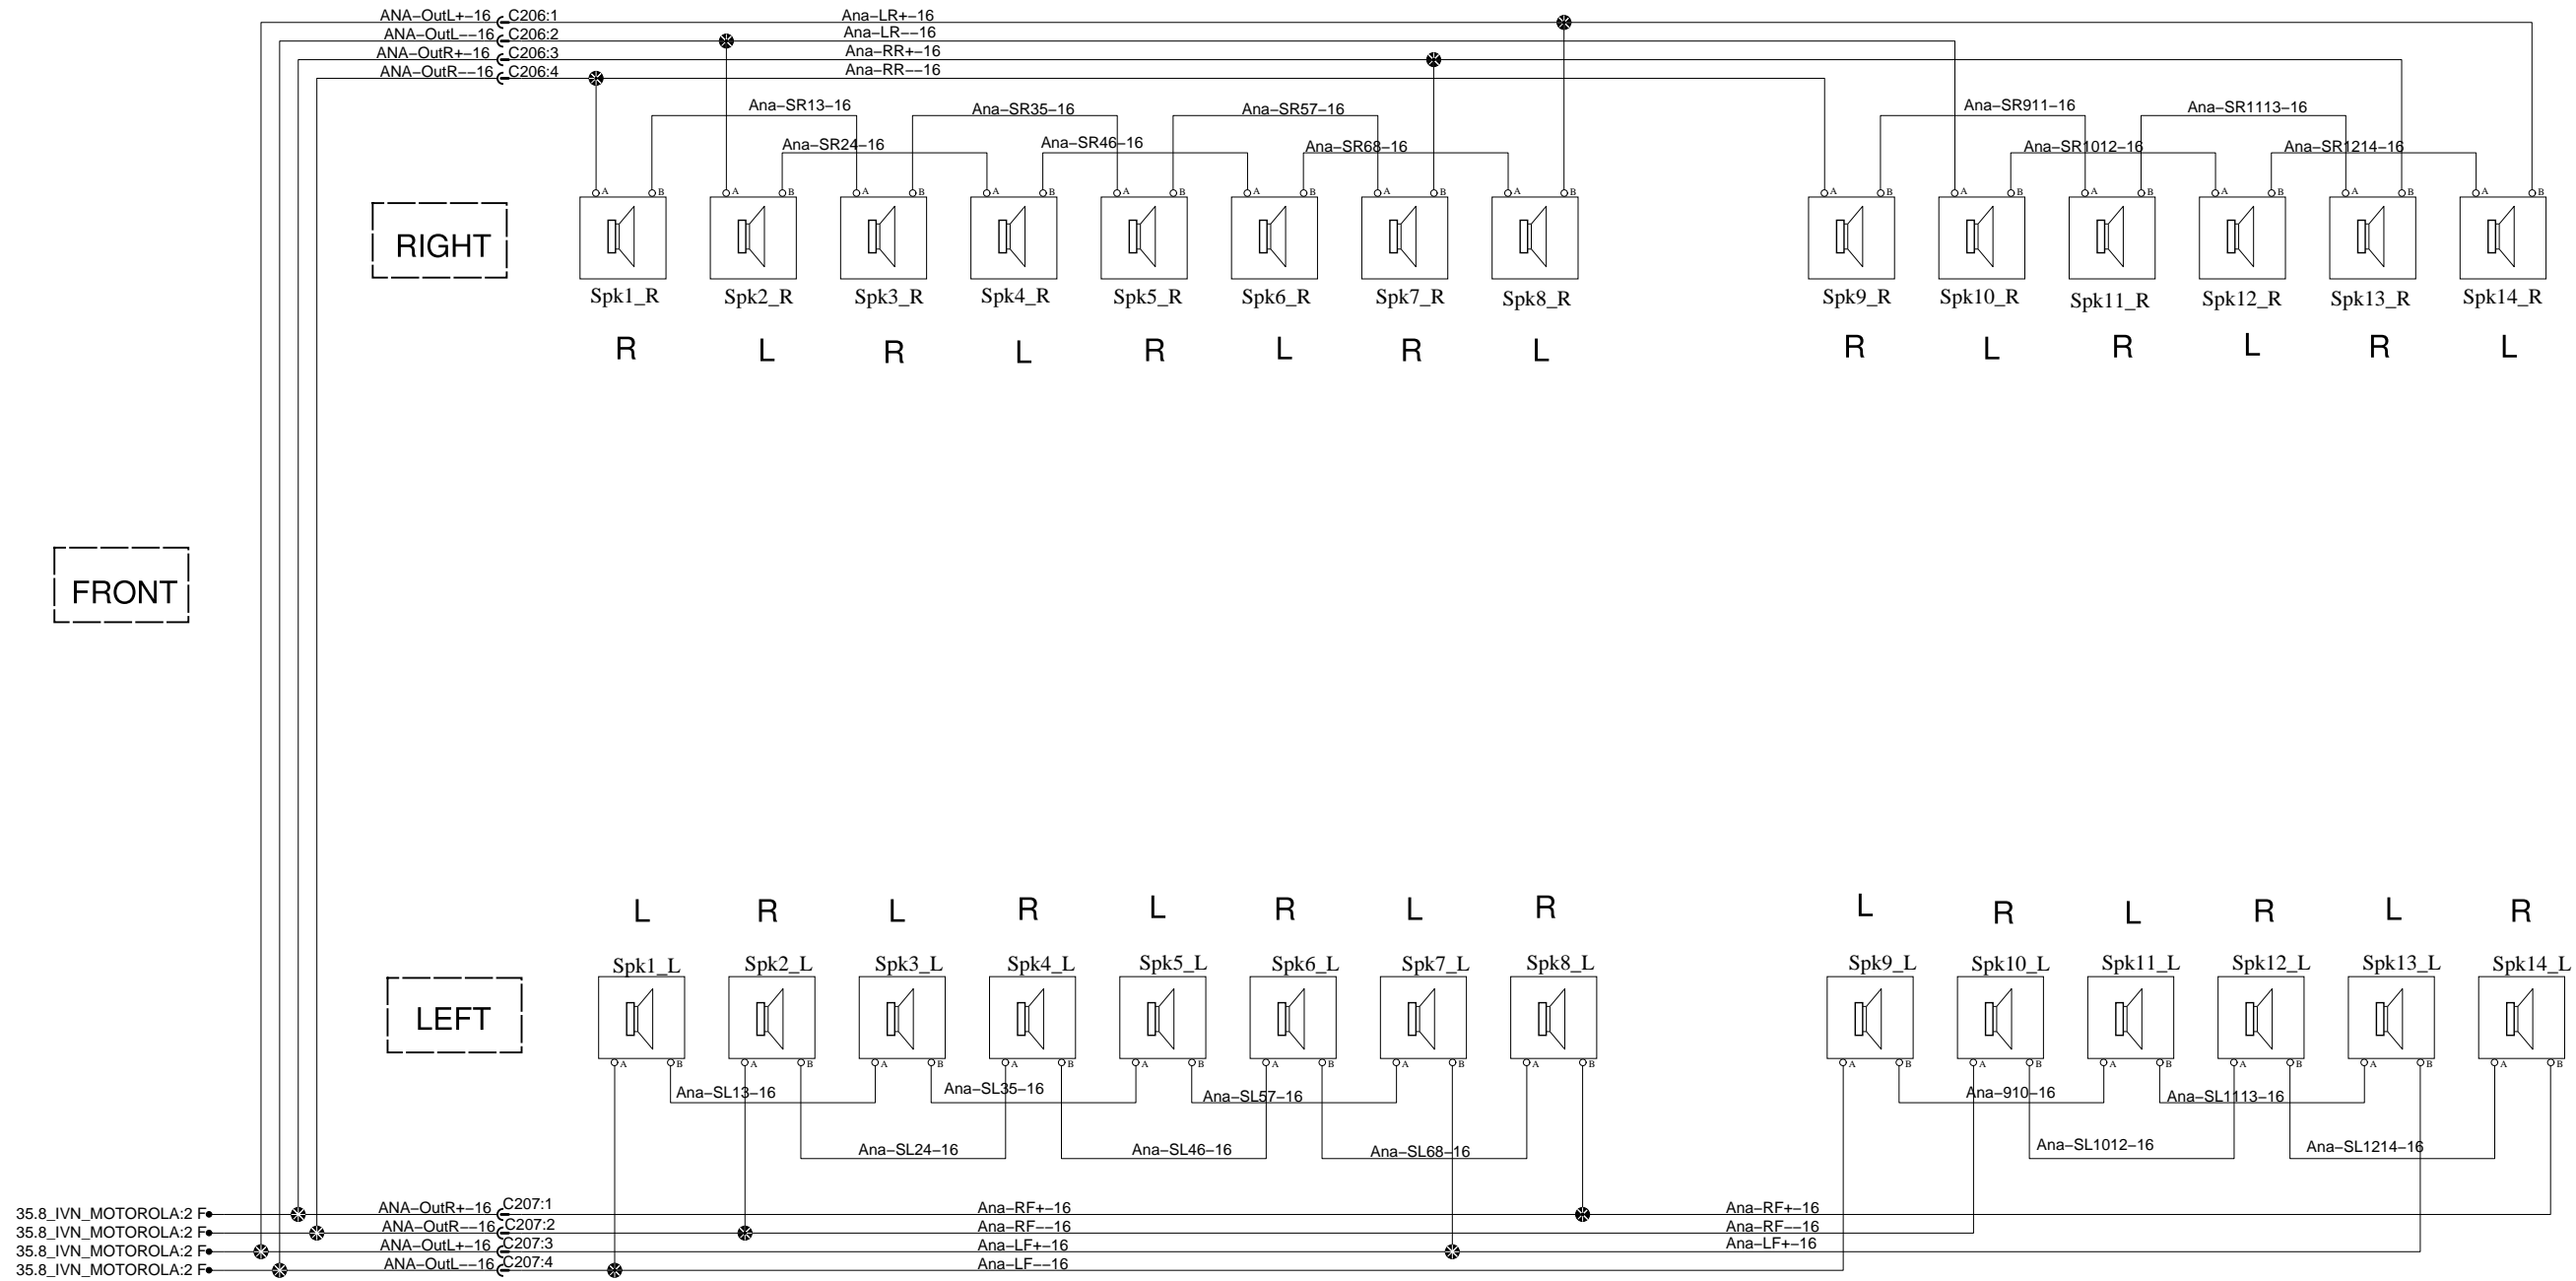 ANA–OutL+–16 C206:1 Ana–LR+–16
ANA–OutL––16 C206:2 Ana–LR––16
ANA–OutR+–16 C206:3 Ana–RR+–16
ANA–OutR––16 C206:4 Ana–RR––16
Ana–SR13–16 Ana–SR35–16 Ana–SR57–16 Ana–SR911–16 Ana–SR1113–16
Ana–SR24–16 Ana–SR46–16 Ana–SR68–16 Ana–SR1012–16 Ana–SR1214–16
A B A B A B A B A B A B A B A B A B A B A B A B A B A B
RIGHT
Spk1_R Spk2_R Spk3_R Spk4_R Spk5_R Spk6_R Spk7_R Spk8_R Spk9_R Spk10_R Spk11_R Spk12_R Spk13_R Spk14_R
R L R L R L R L R L R L R L
FRONT
L R L R L R L R L R L R L R
Spk1_L Spk2_L Spk3_L Spk4_L Spk5_L Spk6_L Spk7_L Spk8_L Spk9_L Spk10_L Spk11_L Spk12_L Spk13_L Spk14_L
LEFT
A B A B A B A B A B A B A B A B A B A B A B A B A B A B
Ana–SL13–16 Ana–SL35–16 Ana–SL57–16 Ana–910–16 Ana–SL1113–16
Ana–SL24–16 Ana–SL46–16 Ana–SL68–16 Ana–SL1012–16 Ana–SL1214–16
35.8_IVN_MOTOROLA:2 F ANA–OutR+–16 C207:1 Ana–RF+–16 Ana–RF+–16
35.8_IVN_MOTOROLA:2 F ANA–OutR––16 C207:2 Ana–RF––16 Ana–RF––16
35.8_IVN_MOTOROLA:2 F ANA–OutL+–16 C207:3 Ana–LF+–16 Ana–LF+–16
35.8_IVN_MOTOROLA:2 F ANA–OutL––16 C207:4 Ana–LF––16